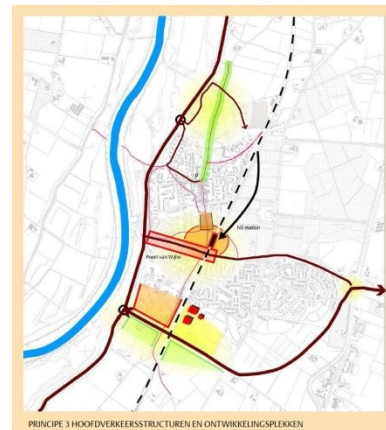 NS-station
Poort van Wijhe
PRINCIPE 3 HOOFDVERKEERSSTRUCTUREN EN ONTWIKKELINGSPLEKKEN